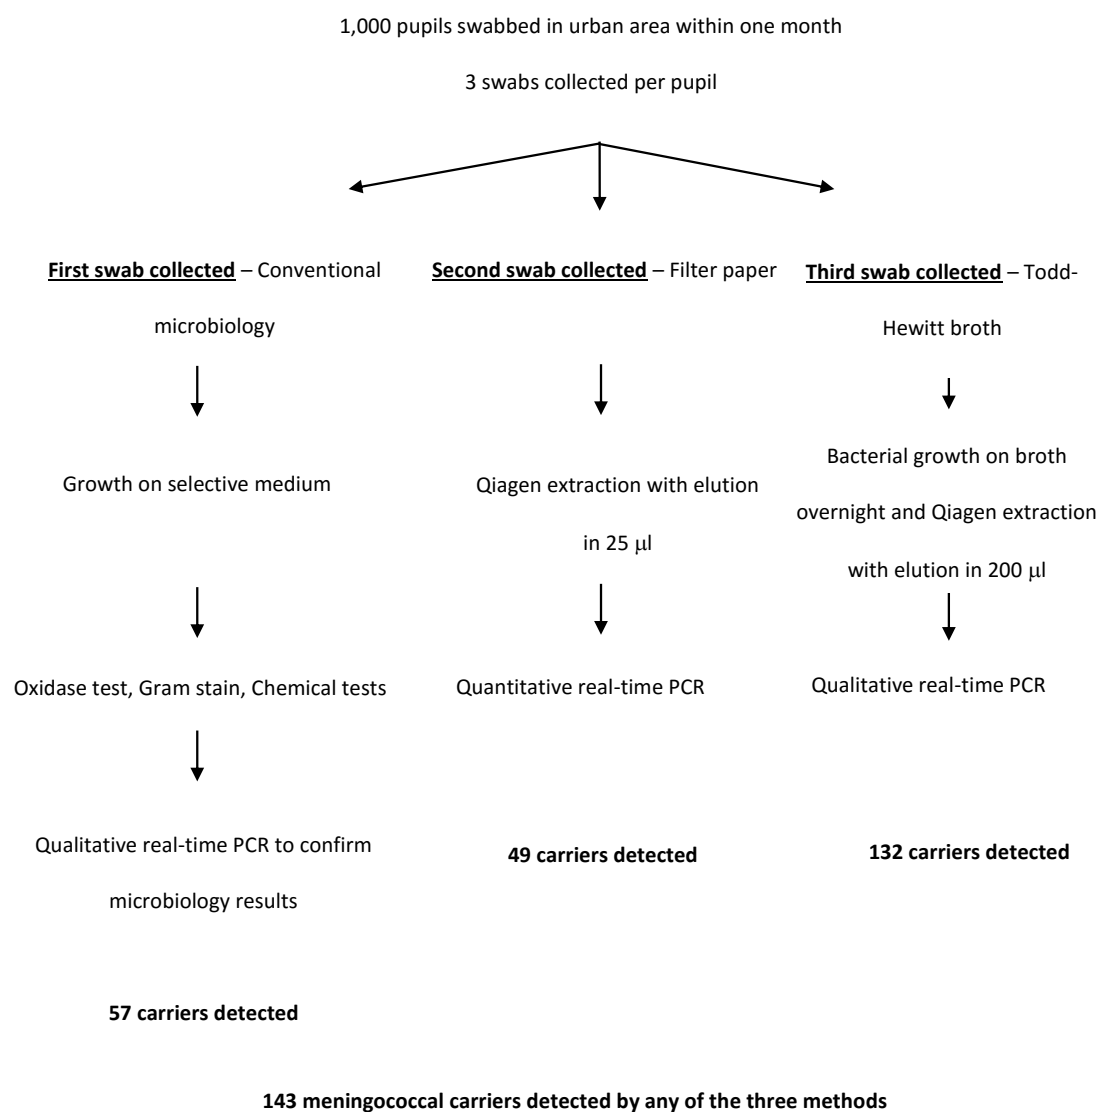 1,000 pupils swabbed in urban area within one month
3 swabs collected per pupil
First swab collected – Conventional
microbiology
Growth on selective medium
Oxidase test, Gram stain, Chemical tests
Qualitative real-time PCR to confirm
microbiology results
57 carriers detected
Second swab collected – Filter paper
Qiagen extraction with elution
in 25 μl
Quantitative real-time PCR
49 carriers detected
Third swab collected – Todd-
Hewitt broth
Bacterial growth on broth
overnight and Qiagen extraction
with elution in 200 μl
Qualitative real-time PCR
132 carriers detected
143 meningococcal carriers detected by any of the three methods